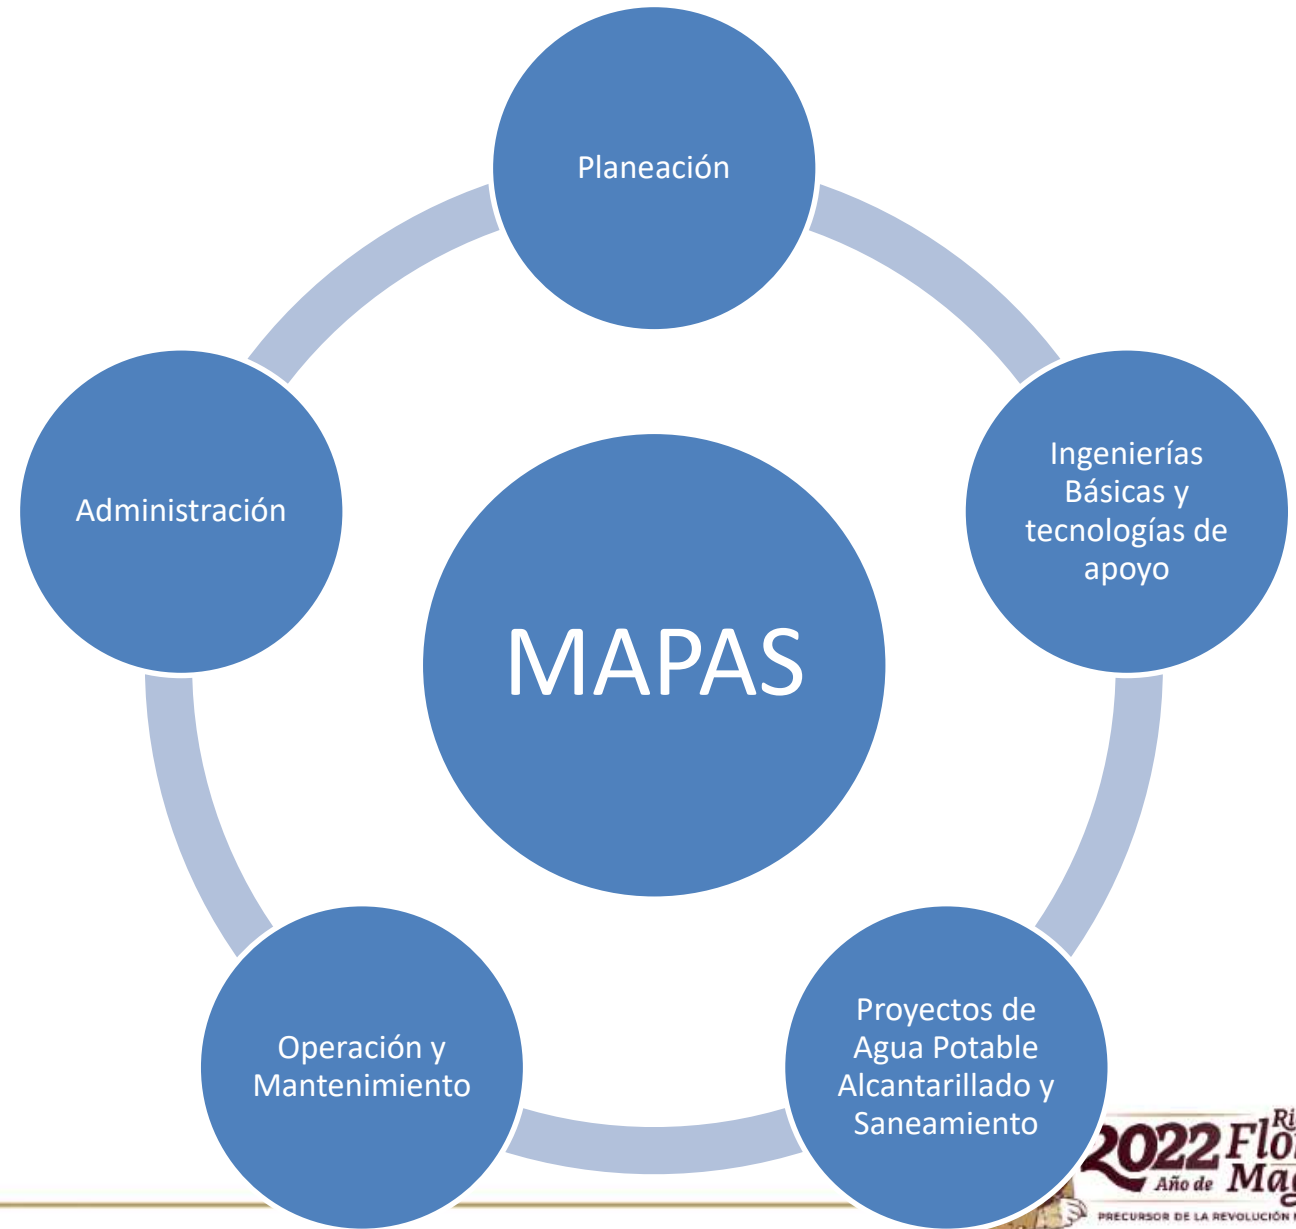 Planeación
Ingenierías
Básicas y
tecnologías de
apoyo
Administración
MAPAS
Proyectos de
Agua Potable
Alcantarillado y
Saneamiento
Operación y
Mantenimiento
2022
Año de
PRECURSOR DE LA REVOLUCIÓN